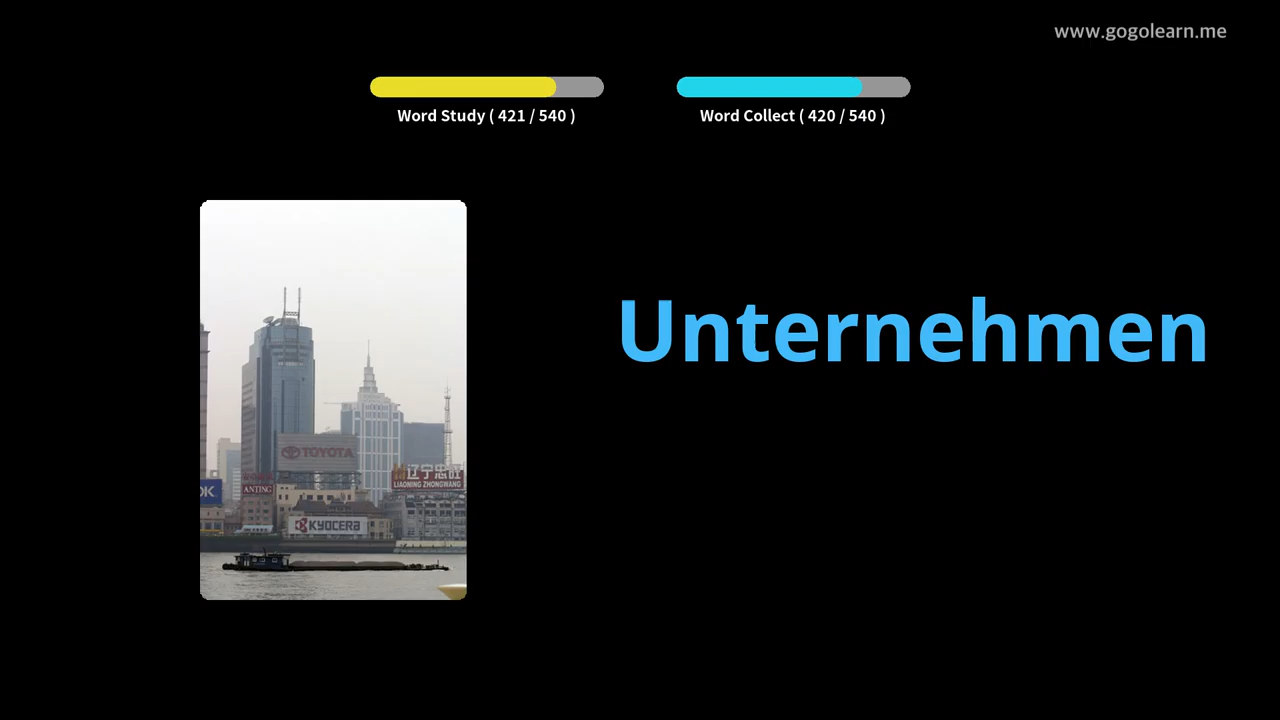 www.gogolearn.me
Word Study ( 421 / 540 )
Word Collect ( 420 / 540 )
Unternehmen
TOYOTA
辽宁忠旺
LIAONING ZHONGWANG
ANTING
KYOCERA